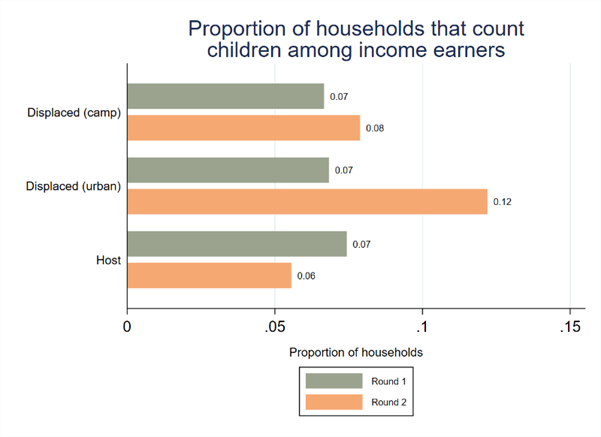 Proportion of households that count
children among income earners
Displaced (camp)
0.07
0.08
Displaced (urban)
0.07
0.12
Host
0.07
0.06
0 .05 .1 .15
Proportion of households
Round 1
Round 2